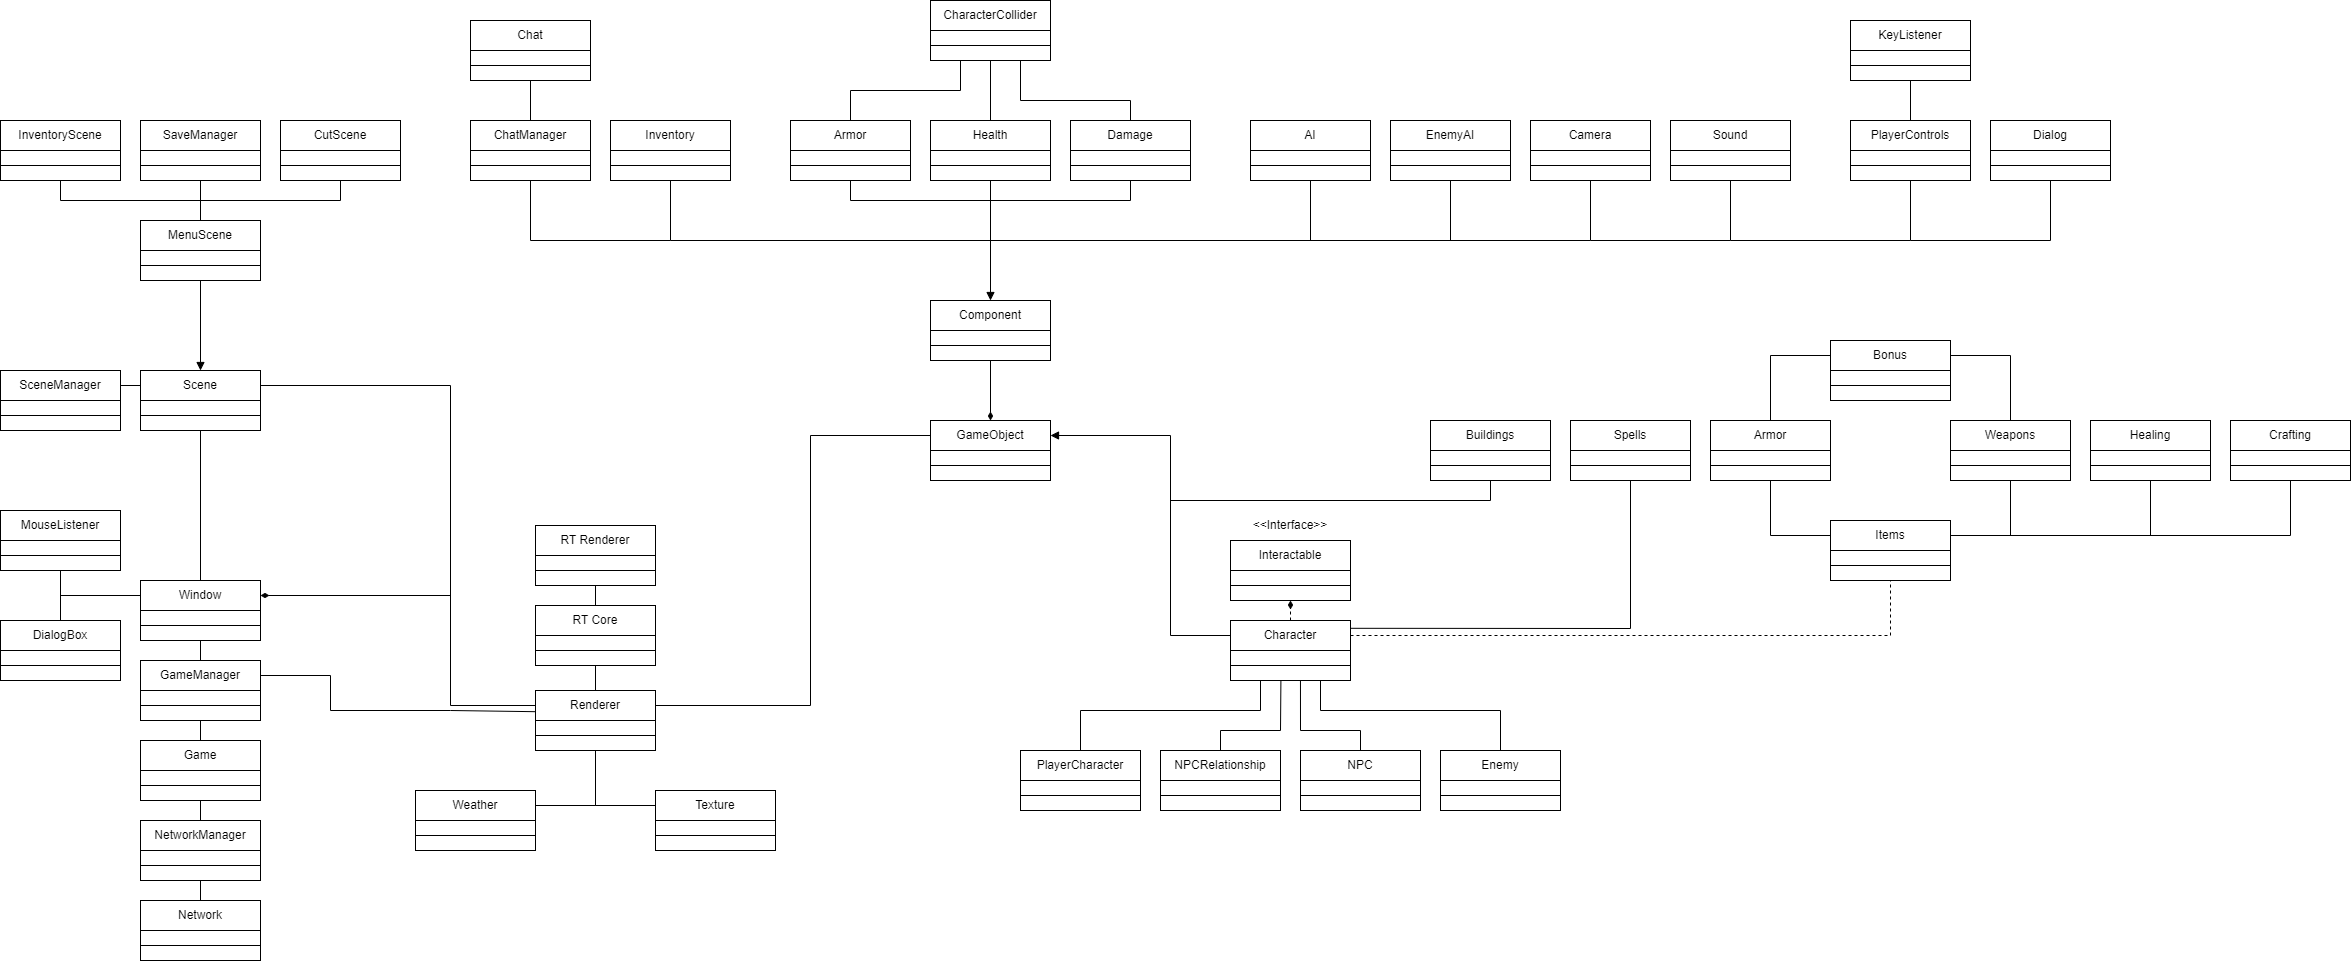 CharacterCollider
Chat
KeyListener
InventoryScene
SaveManager
CutScene
ChatManager
Inventory
Armor
Health
Damage
AI
EnemyAI
Camera
Sound
PlayerControls
Dialog
MenuScene
Component
Bonus
SceneManager
Scene
GameObject
Buildings
Spells
Armor
Weapons
Healing
Crafting
MouseListener
<<Interface>>
RT Renderer
Items
Interactable
Window
RT Core
DialogBox
Character
GameManager
Renderer
Game
PlayerCharacter
NPCRelationship
NPC
Enemy
Weather
Texture
NetworkManager
Network